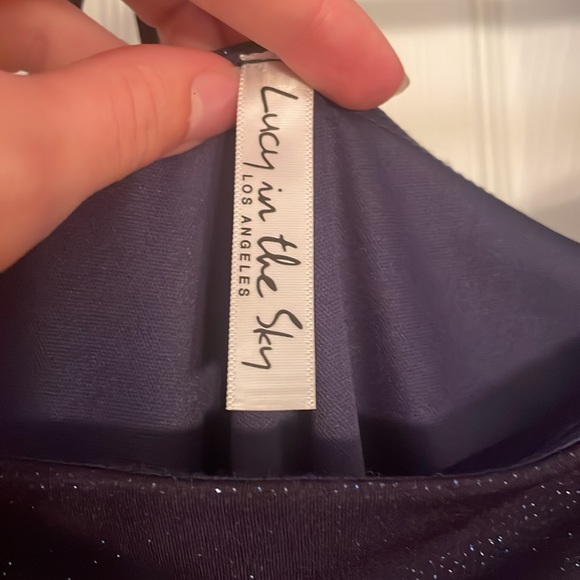 Lucy in the Sky
LOS ANGELES